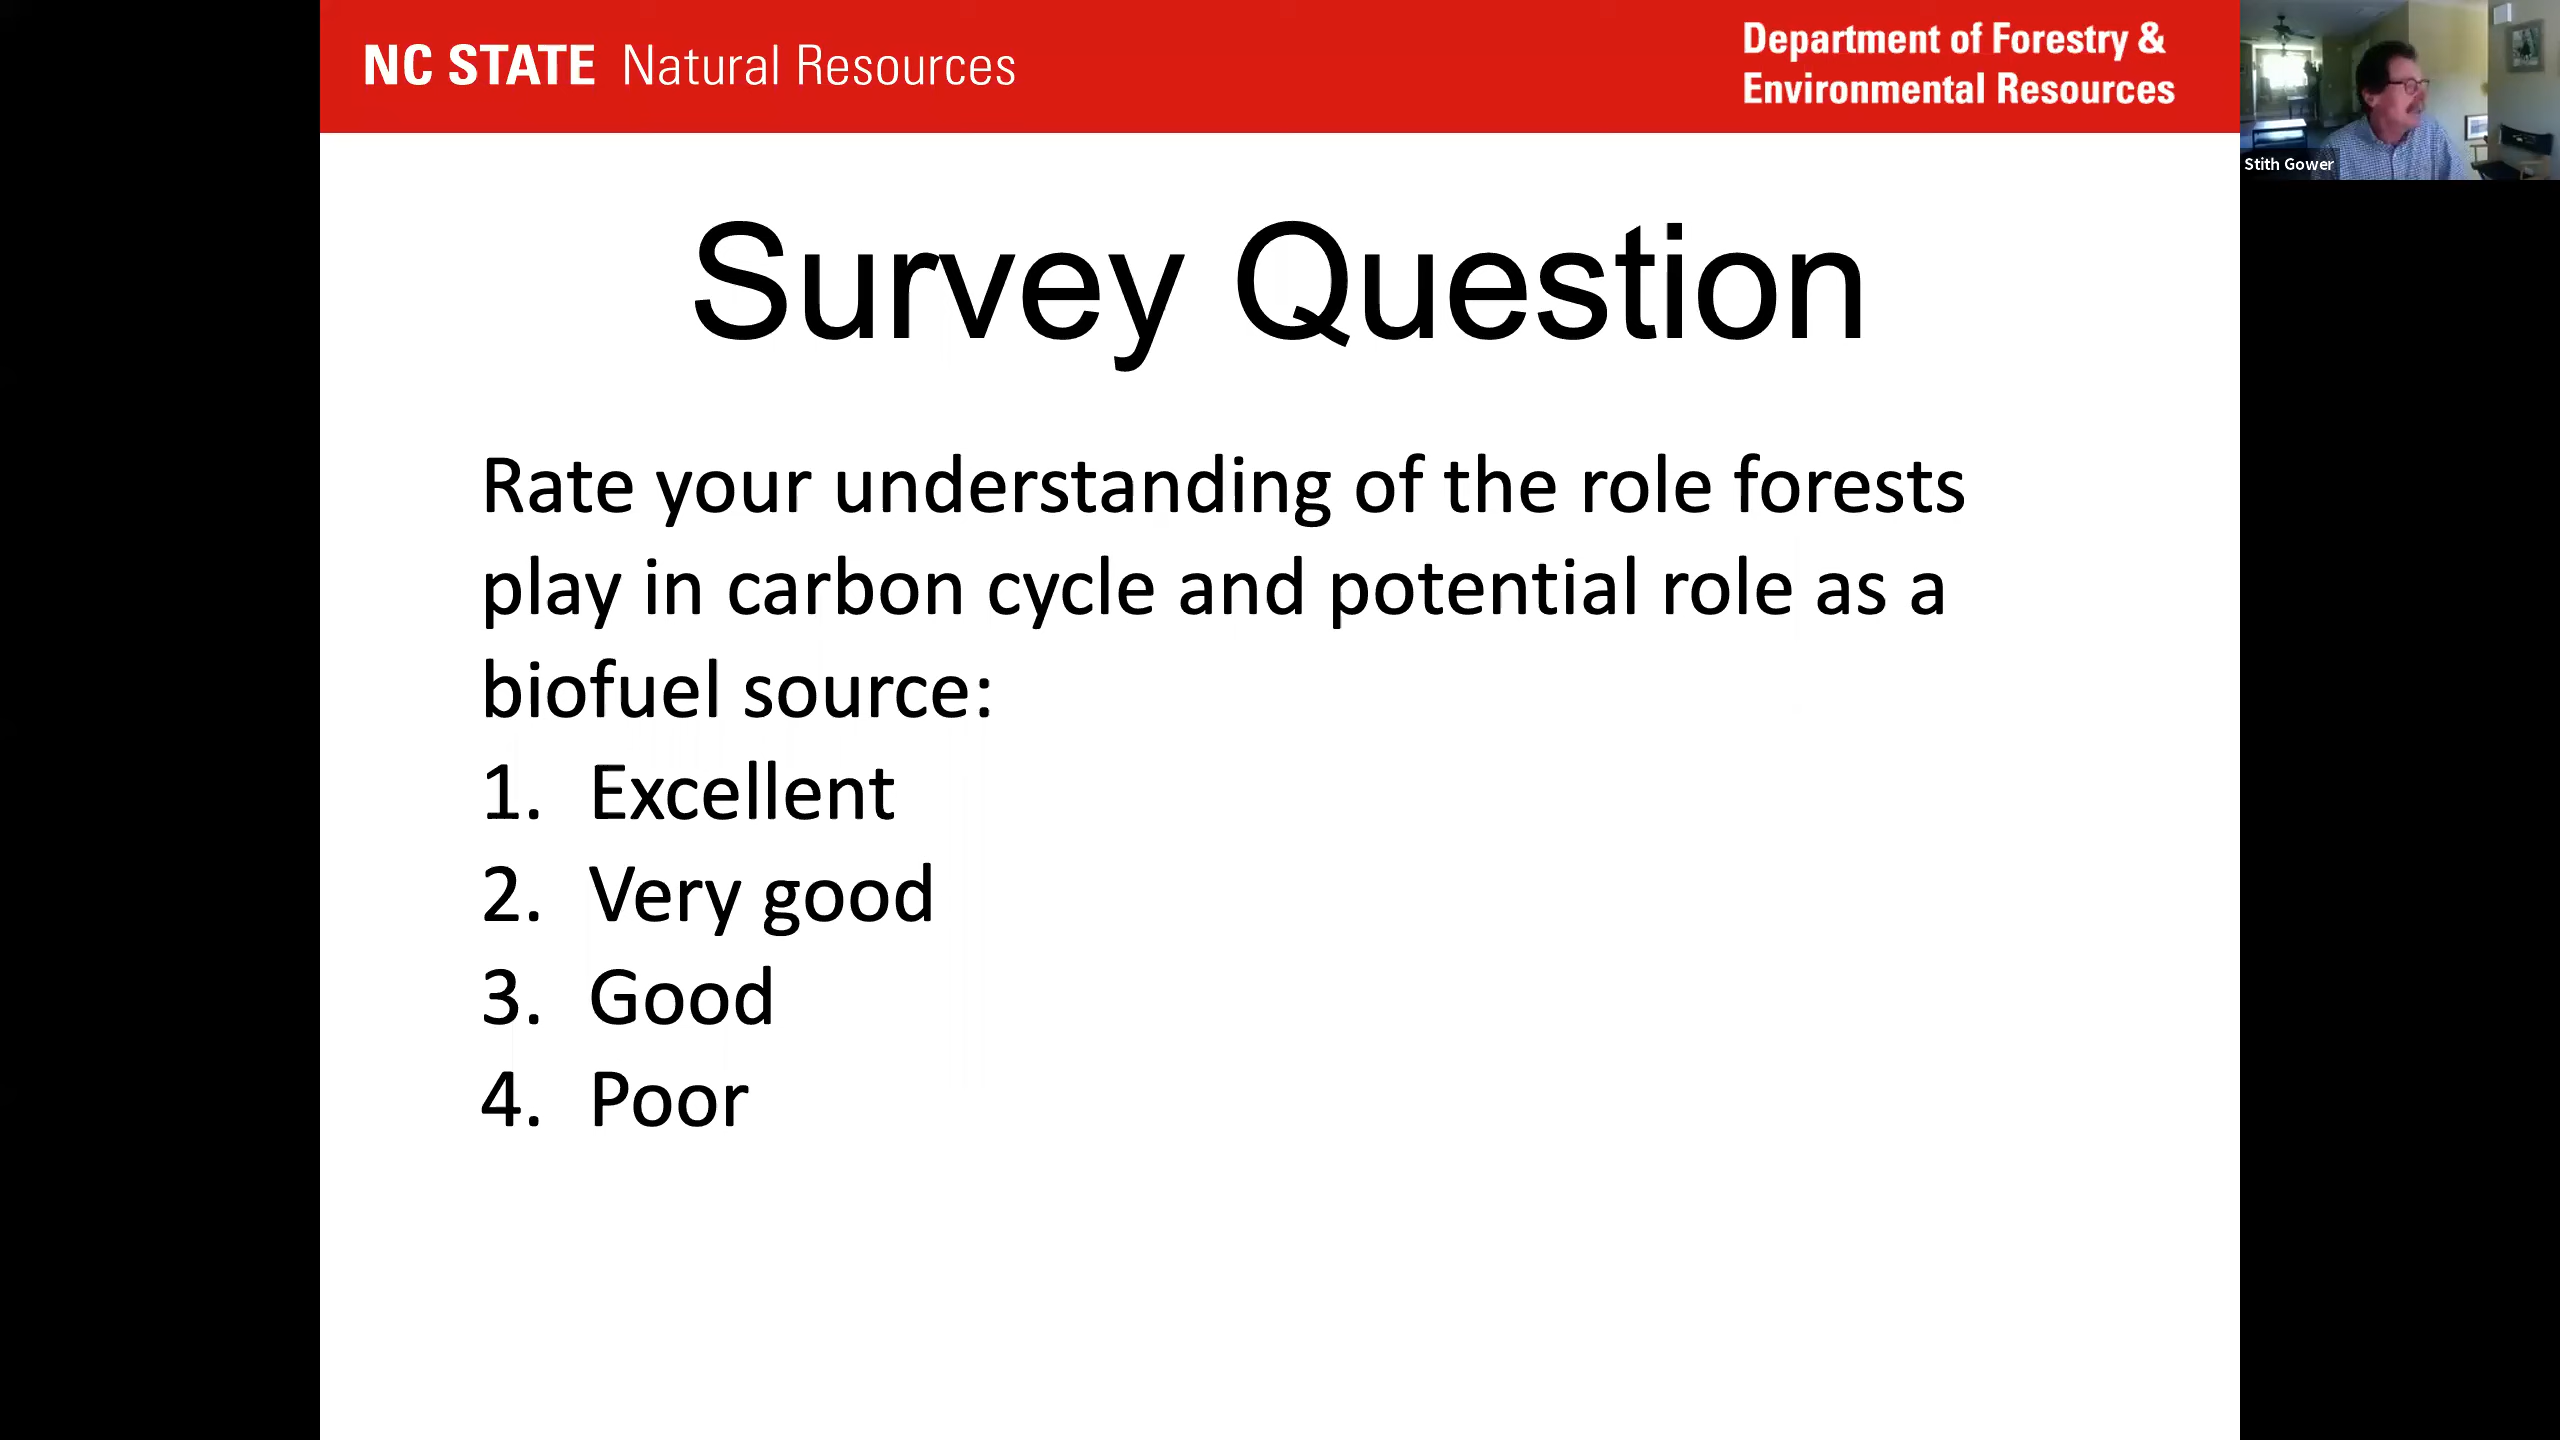 NC STATE Natural Resources
Department of Forestry &
Environmental Resources
Stith Gower
Survey Question
Rate your understanding of the role forests
play in carbon cycle and potential role as a
biofuel source:
1. Excellent
2. Very good
3. Good
4. Poor